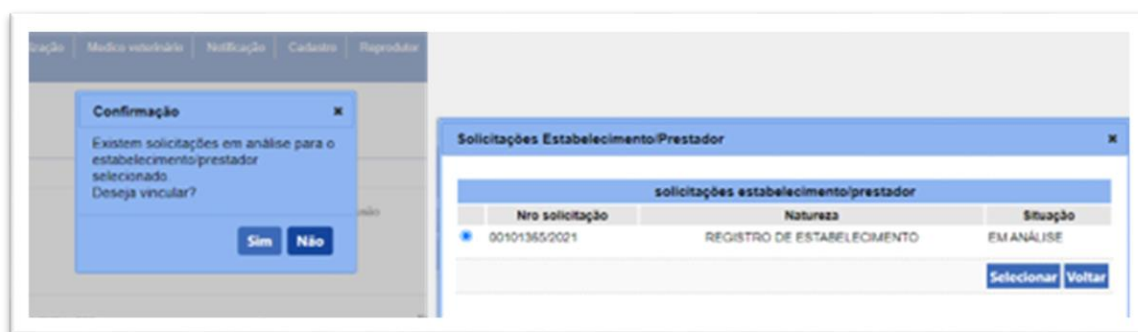 Medico veterinário Notificação Cadastro Reprodutor
Confirmação
Existem solicitações em análise para o
estabelecimento/prestador
selecionado.
Deseja vincular?
Sim Não
Solicitações Estabelecimento/Prestador
solicitações estabelecimento/prestador
Nro solicitação Natureza Situação
00101365/2021 REGISTRO DE ESTABELECIMENTO EM ANÁLISE
Selecionar Voltar